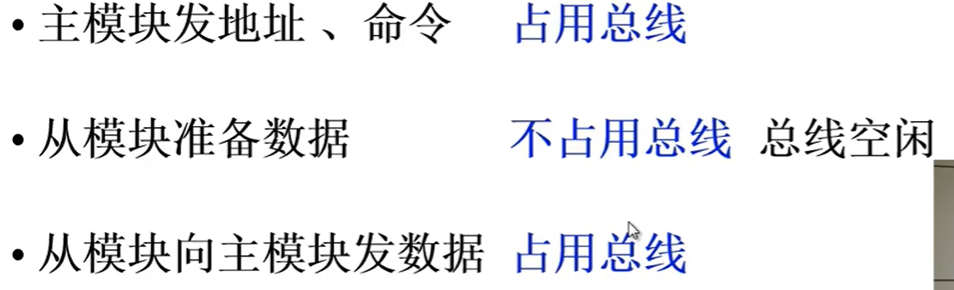 • 主模块发地址 、命令 占用总线
• 从模块准备数据 不占用总线 总线空闲
• 从模块向主模块发数据 占用总线